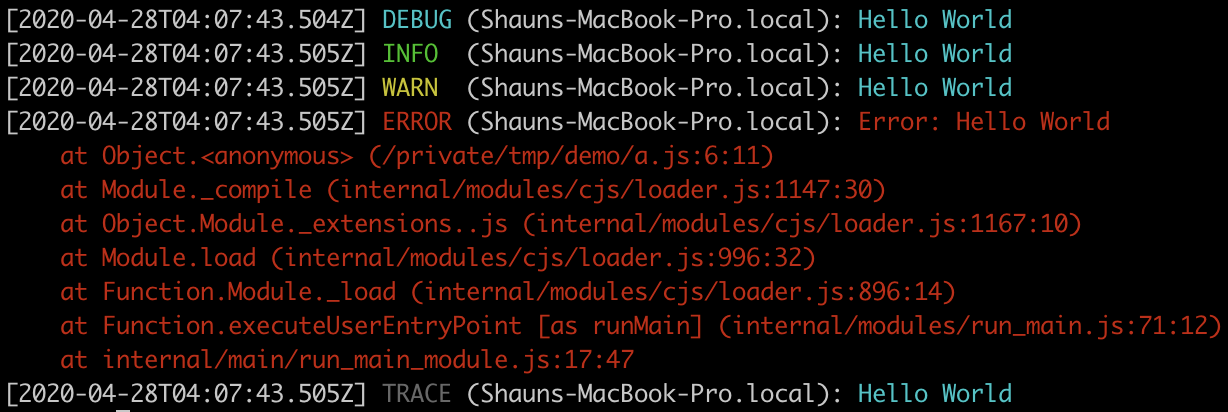 [2020-04-28T04:07:43.504Z] DEBUG (Shauns-MacBook-Pro.local): Hello World
[2020-04-28T04:07:43.505Z] INFO  (Shauns-MacBook-Pro.local): Hello World
[2020-04-28T04:07:43.505Z] WARN  (Shauns-MacBook-Pro.local): Hello World
[2020-04-28T04:07:43.505Z] ERROR (Shauns-MacBook-Pro.local): Error: Hello World
    at Object.<anonymous> (/private/tmp/demo/a.js:6:11)
    at Module._compile (internal/modules/cjs/loader.js:1147:30)
    at Object.Module._extensions..js (internal/modules/cjs/loader.js:1167:10)
    at Module.load (internal/modules/cjs/loader.js:996:32)
    at Function.Module._load (internal/modules/cjs/loader.js:896:14)
    at Function.executeUserEntryPoint [as runMain] (internal/modules/run_main.js:71:12)
    at internal/main/run_main_module.js:17:47
[2020-04-28T04:07:43.505Z] TRACE (Shauns-MacBook-Pro.local): Hello World